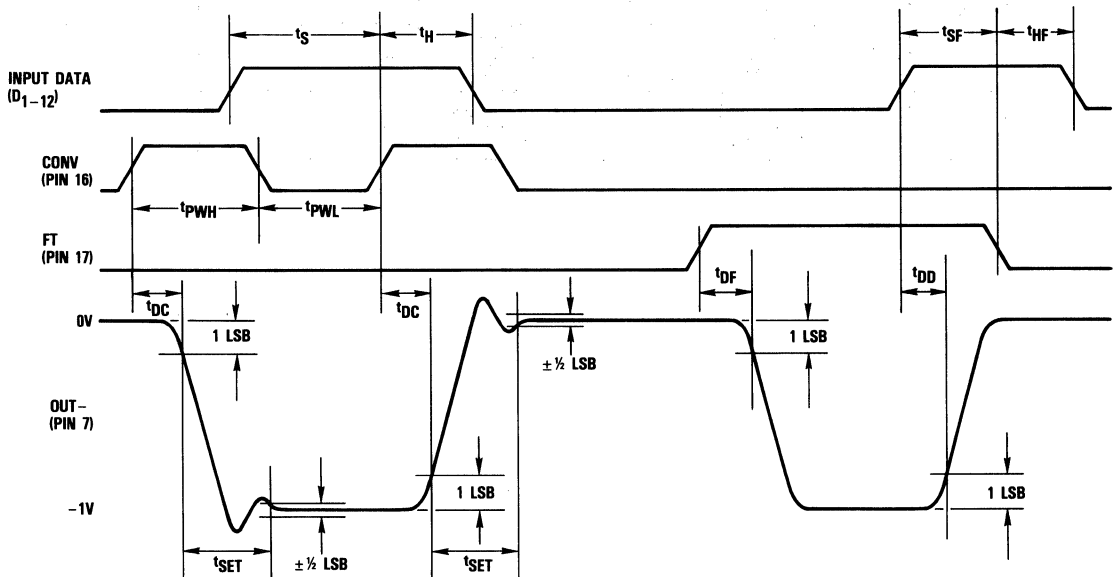 tS
tH
tSF
tHF
INPUT DATA
(D1–12)
CONV
(PIN 16)
tPWH
tPWL
FT
(PIN 17)
tDC
tDC
tDF
tDD
0V
1 LSB
± ½ LSB
1 LSB
OUT–
(PIN 7)
1 LSB
1 LSB
–1V
tSET
± ½ LSB
tSET